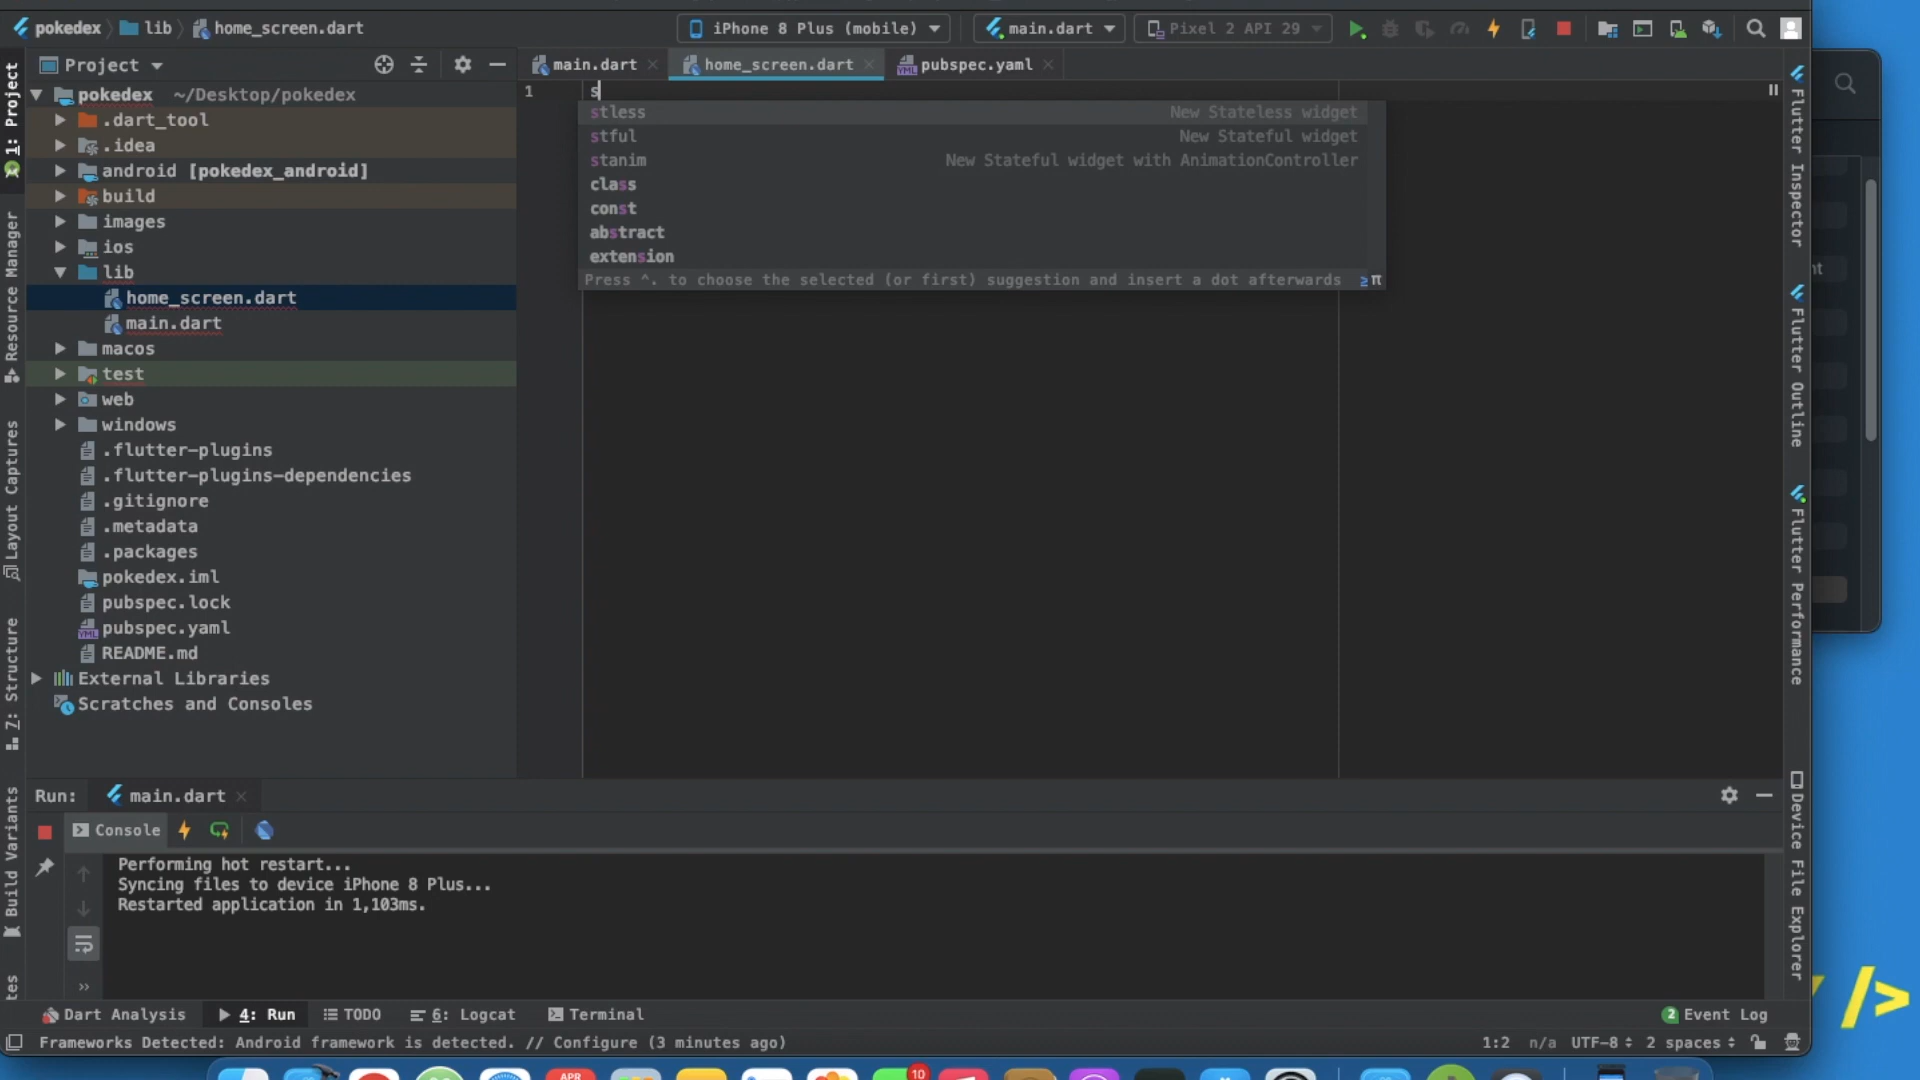 pokedex lib home_screen.dart iPhone 8 Plus (mobile) main.dart Pixel 2 API 29
Project main.dart home_screen.dart pubspec.yaml
pokedex ~/Desktop/pokedex
.dart_tool
.idea
android [pokedex_android]
build
images
ios
lib
home_screen.dart
main.dart
macos
test
web
windows
.flutter-plugins
.flutter-plugins-dependencies
.gitignore
.metadata
.packages
pokedex.iml
pubspec.lock
pubspec.yaml
README.md
External Libraries
Scratches and Consoles
1 s
stless New Stateless widget
stful New Stateful widget
stanim New Stateful widget with AnimationController
class
const
abstract
extension
Press ^. to choose the selected (or first) suggestion and insert a dot afterwards ≥ π
1: Project
Resource Manager
Layout Captures
7: Structure
Build Variants
Flutter Inspector
Flutter Outline
Flutter Performance
Device File Explorer
Run: main.dart
Console
Performing hot restart...
Syncing files to device iPhone 8 Plus...
Restarted application in 1,103ms.
»
Dart Analysis 4: Run TODO 6: Logcat Terminal 2 Event Log
Frameworks Detected: Android framework is detected. // Configure (3 minutes ago) 1:2 n/a UTF-8 2 spaces
APR 10
/>